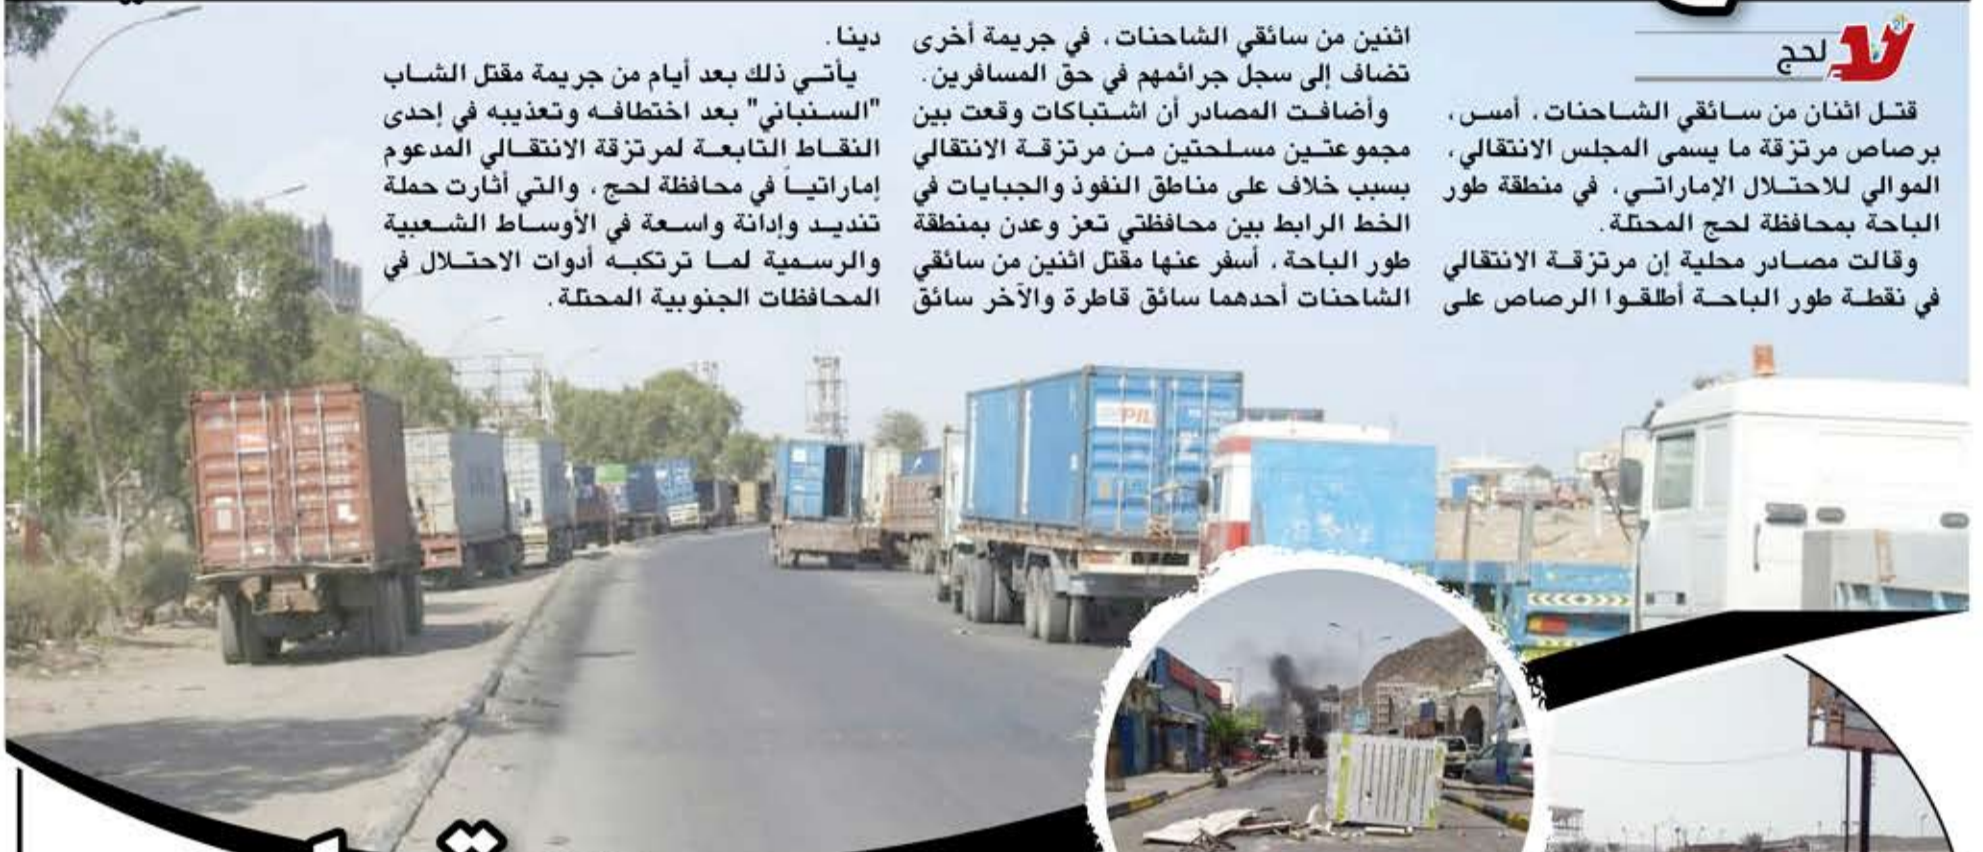 لا
لحج
قتل اثنان من سائقي الشاحنات، أمس،
برصاص مرتزقة ما يسمى المجلس الانتقالي،
الموالي للاحتلال الإماراتي، في منطقة طور
الباحة بمحافظة لحج المحتلة.
وقالت مصادر محلية إن مرتزقة الانتقالي
في نقطة طور الباحة أطلقوا الرصاص على
اثنين من سائقي الشاحنات، في جريمة أخرى
تضاف إلى سجل جرائمهم في حق المسافرين.
وأضافت المصادر أن اشتباكات وقعت بين
مجموعتين مسلحتين من مرتزقة الانتقالي
بسبب خلاف على مناطق النفوذ والجبايات في
الخط الرابط بين محافظتي تعز وعدن بمنطقة
طور الباحة، أسفر عنها مقتل اثنين من سائقي
الشاحنات أحدهما سائق قاطرة والآخر سائق
دينا.
يأتي ذلك بعد أيام من جريمة مقتل الشاب
"السنباني" بعد اختطافه وتعذيبه في إحدى
النقاط التابعة لمرتزقة الانتقالي المدعوم
إماراتياً في محافظة لحج، والتي أثارت حملة
تنديد وإدانة واسعة في الأوساط الشعبية
والرسمية لما ترتكبه أدوات الاحتلال في
المحافظات الجنوبية المحتلة.
PIL